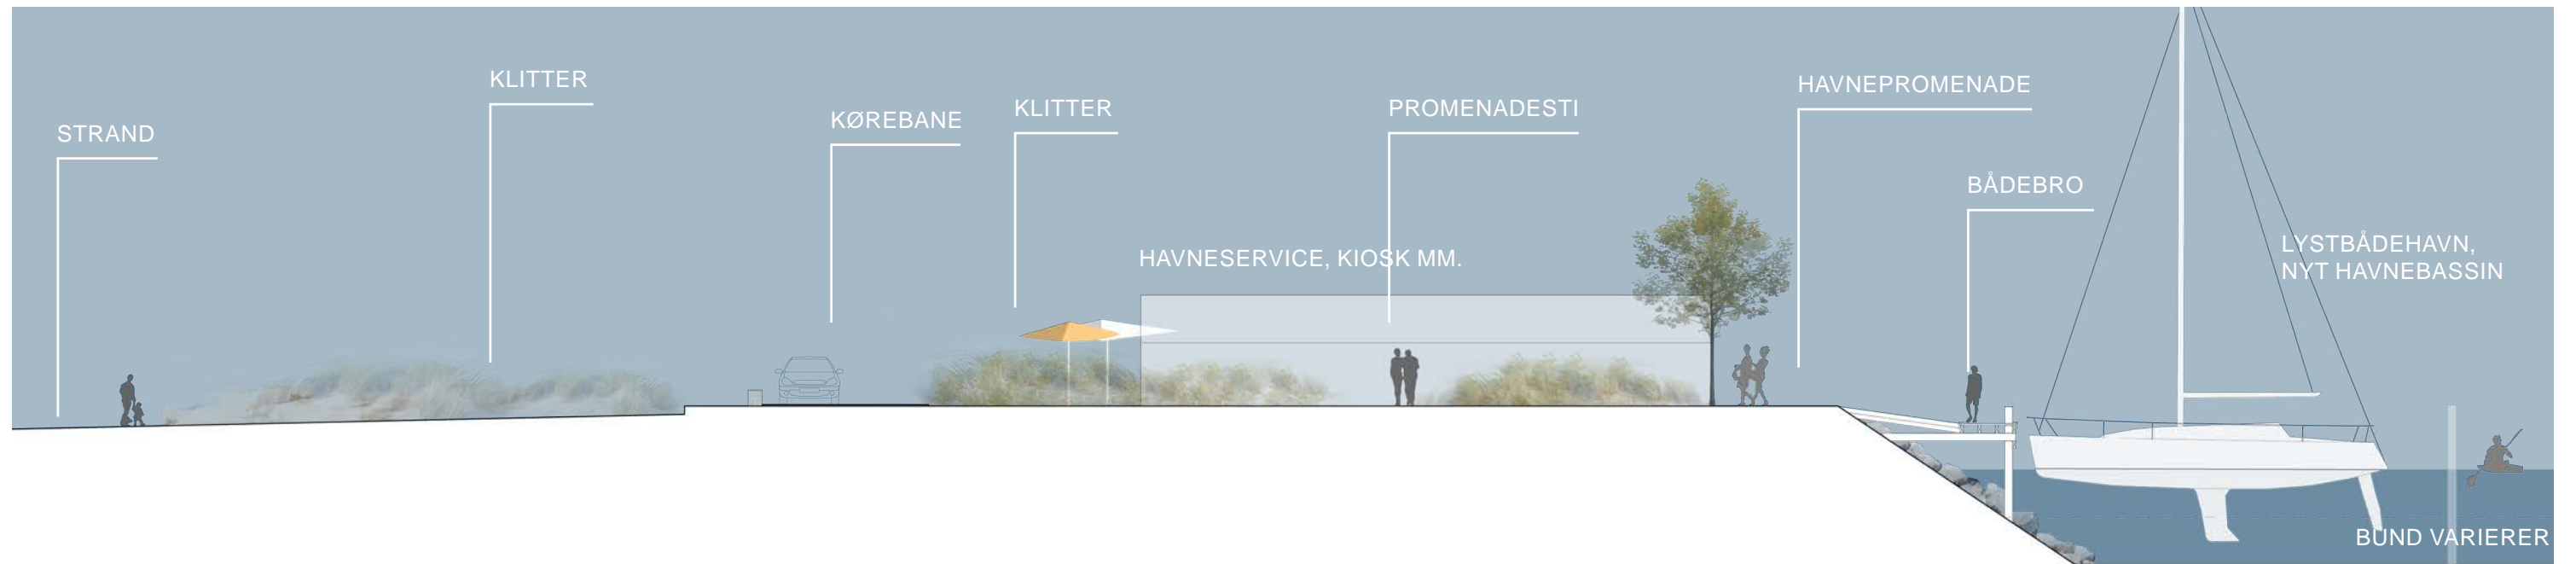 STRAND
KLITTER
KØREBANE
KLITTER
HAVNESERVICE, KIOSK MM.
PROMENADESTI
HAVNEPROMENADE
BÅDEBRO
LYSTBÅDEHAVN,
NYT HAVNEBASSIN
BUND VARIERER